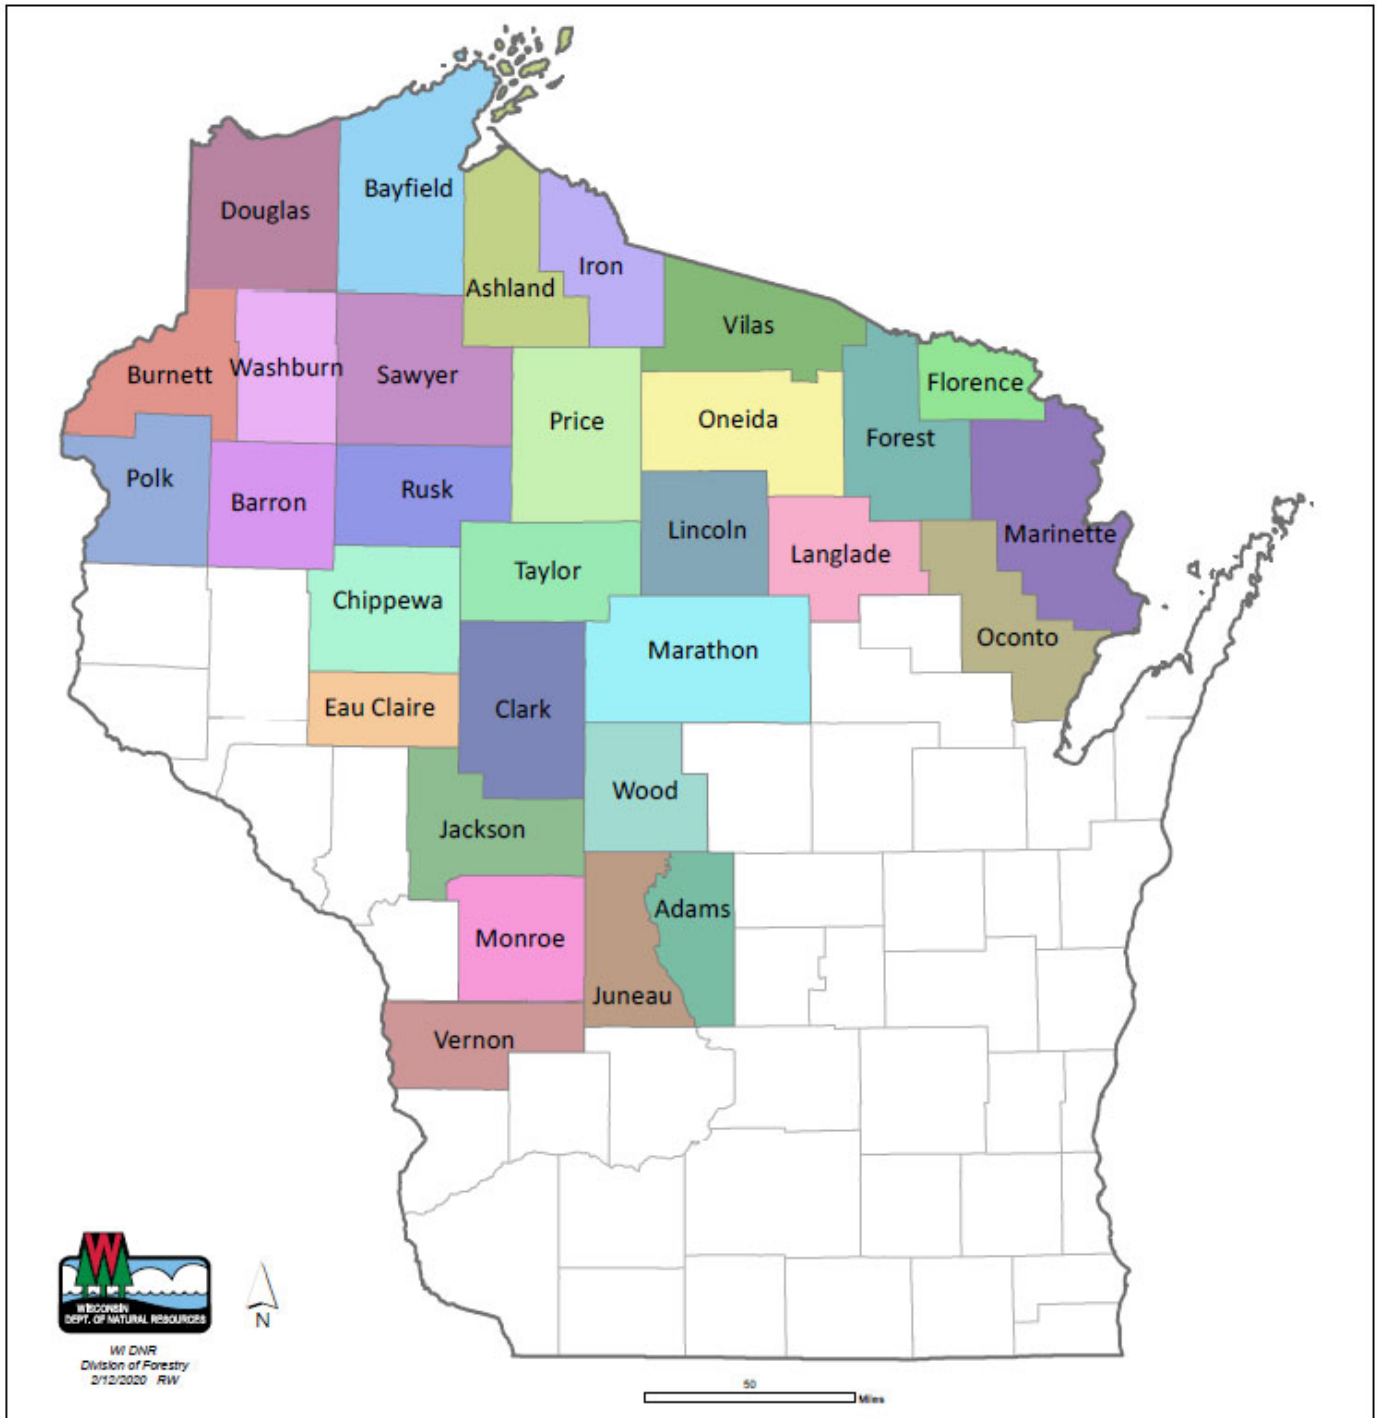 Bayfield
Douglas
Iron
Ashland
Vilas
Burnett
Washburn
Sawyer
Florence
Price
Oneida
Forest
Polk
Barron
Rusk
Lincoln
Marinette
Langlade
Taylor
Chippewa
Oconto
Marathon
Eau Claire
Clark
Wood
Jackson
Adams
Monroe
Juneau
Vernon
W
WISCONSIN
DEPT. OF NATURAL RESOURCES
N
WI DNR
Division of Forestry
2/12/2020 RW
50
Miles